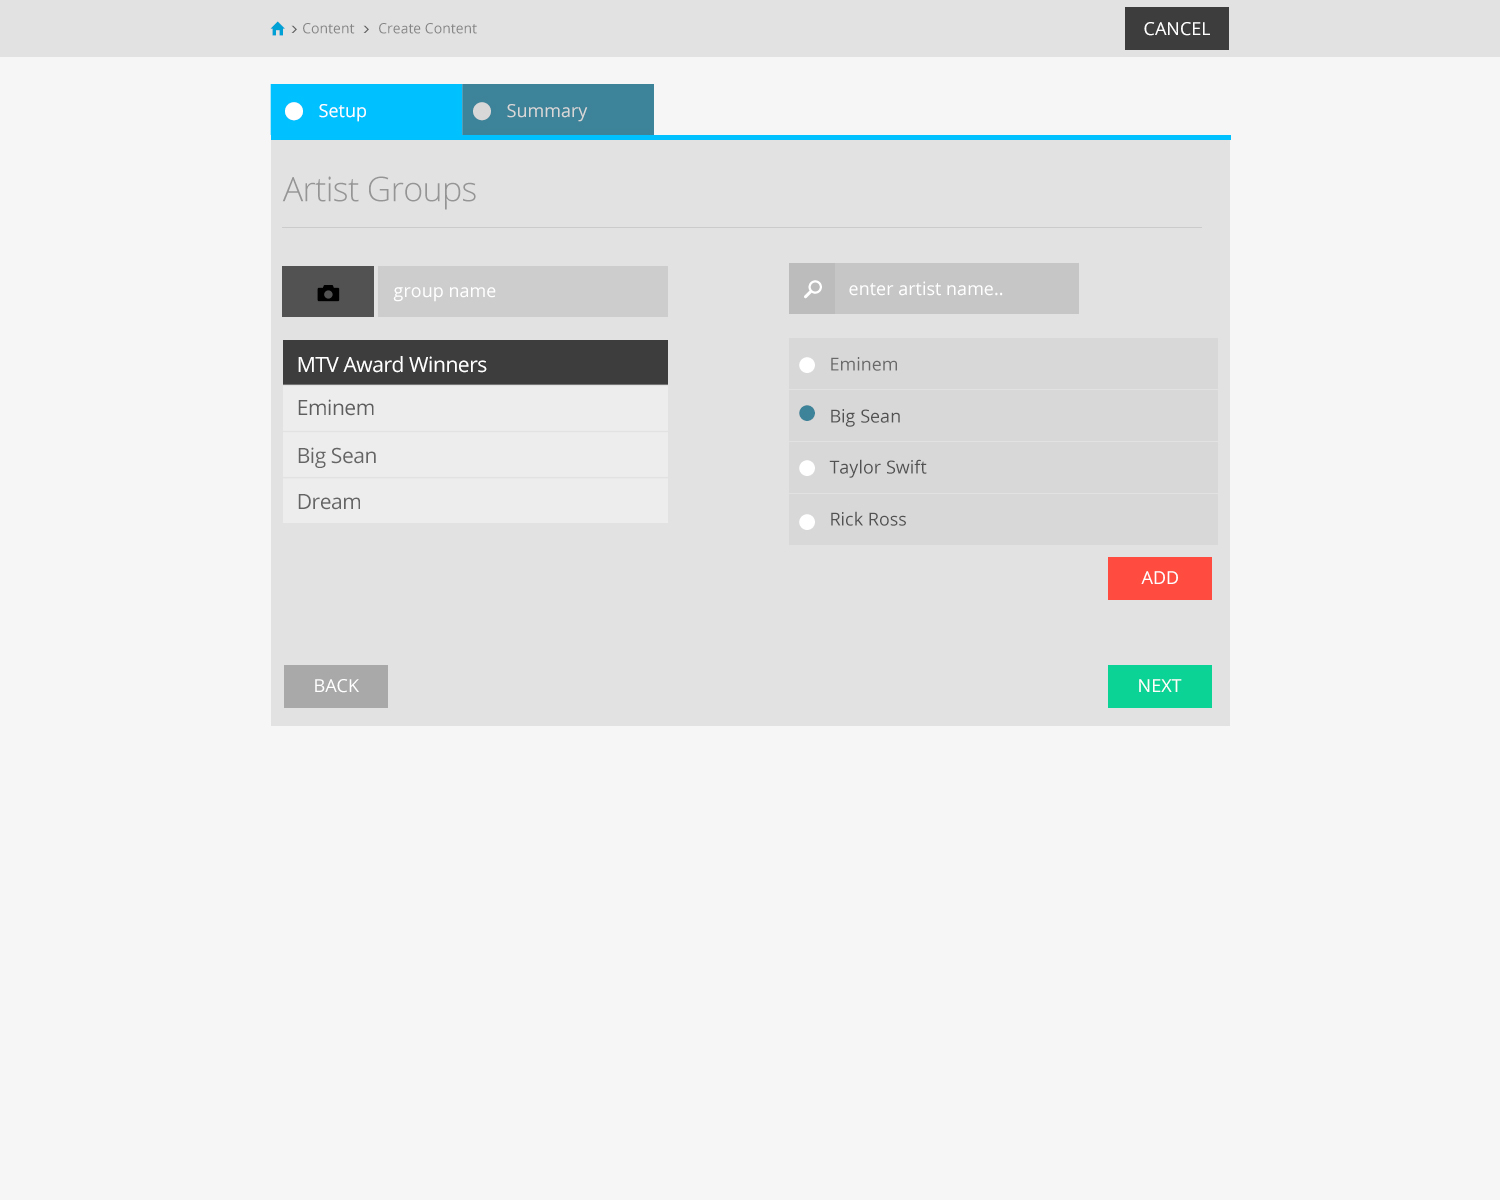 Content › Create Content
CANCEL
Setup
Summary
Artist Groups
group name
MTV Award Winners
Eminem
Big Sean
Dream
enter artist name..
Eminem
Big Sean
Taylor Swift
Rick Ross
ADD
BACK
NEXT